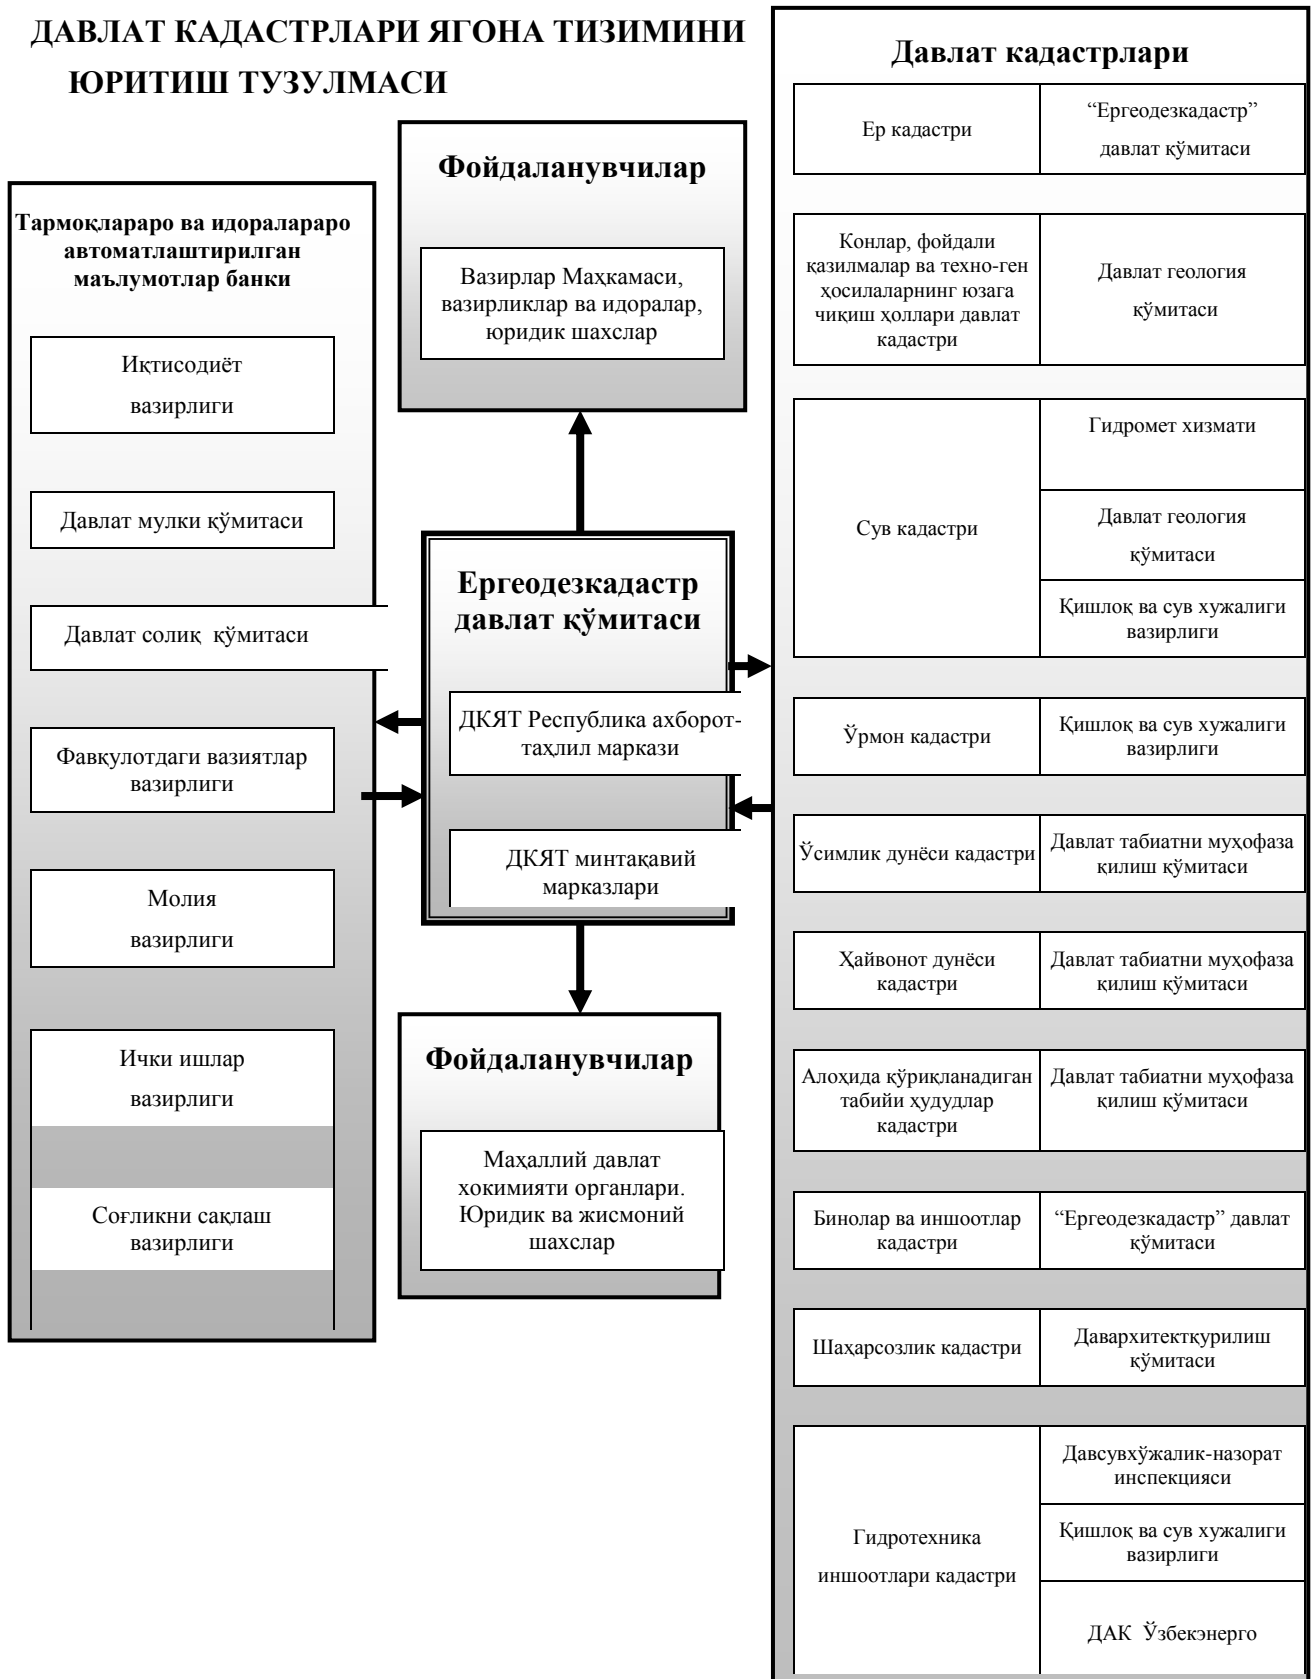 ДАВЛАТ КАДАСТРЛАРИ ЯГОНА ТИЗИМИНИ
ЮРИТИШ ТУЗУЛМАСИ
Тармоқлараро ва идоралараро
автоматлаштирилган
маълумотлар банки
Иқтисодиёт
вазирлиги
Давлат мулки қўмитаси
Давлат солиқ қўмитаси
Фавқулотдаги вазиятлар
вазирлиги
Молия
вазирлиги
Ички ишлар
вазирлиги
Соғликни сақлаш
вазирлиги
Фойдаланувчилар
Вазирлар Маҳкамаси,
вазирликлар ва идоралар,
юридик шахслар
Ергеодезкадастр
давлат қўмитаси
ДКЯТ Республика ахборот-
таҳлил маркази
ДКЯТ минтақавий
марказлари
Фойдаланувчилар
Маҳаллий давлат
хокимияти органлари.
Юридик ва жисмоний
шахслар
Давлат кадастрлари
Ер кадастри
“Ергеодезкадастр”
давлат қўмитаси
Конлар, фойдали
қазилмалар ва техно-ген
ҳосилаларнинг юзага
чиқиш ҳоллари давлат
кадастри
Давлат геология
қўмитаси
Сув кадастри
Гидромет хизмати
Давлат геология
қўмитаси
Қишлоқ ва сув хужалиги
вазирлиги
Ўрмон кадастри
Қишлоқ ва сув хужалиги
вазирлиги
Ўсимлик дунёси кадастри
Давлат табиатни муҳофаза
қилиш қўмитаси
Ҳайвонот дунёси
кадастри
Давлат табиатни муҳофаза
қилиш қўмитаси
Алоҳида қўриқланадиган
табийи ҳудудлар
кадастри
Давлат табиатни муҳофаза
қилиш қўмитаси
Бинолар ва иншоотлар
кадастри
“Ергеодезкадастр” давлат
қўмитаси
Шаҳарсозлик кадастри
Давархитектқурилиш
қўмитаси
Гидротехника
иншоотлари кадастри
Давсувхўжалик-назорат
инспекцияси
Қишлоқ ва сув хужалиги
вазирлиги
ДАК Ўзбекэнерго